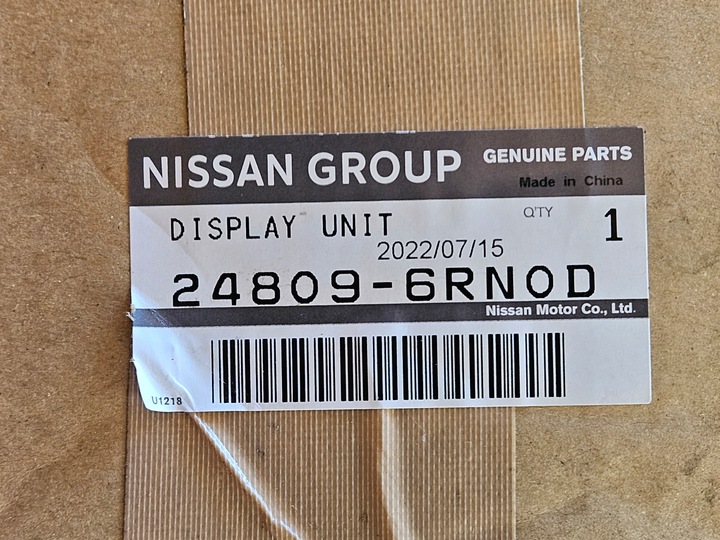 NISSAN GROUP GENUINE PARTS
Made in China
DISPLAY UNIT Q'TY 1
2022/07/15
24809-6RN0D
Nissan Motor Co., Ltd.
U1218